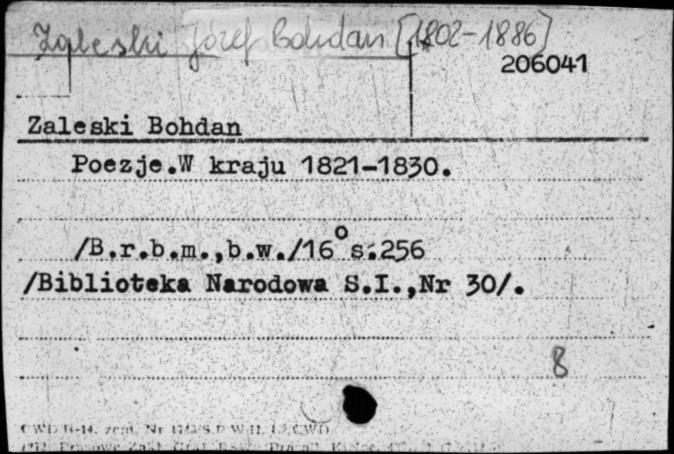 Zaleski Józef Bohdan [1802-1886]
206041
Zaleski Bohdan
Poezje.W kraju 1821-1830.
/B.r.b.m.,b.w./16° s.256
/Biblioteka Narodowa S.I.,Nr 30/.
8